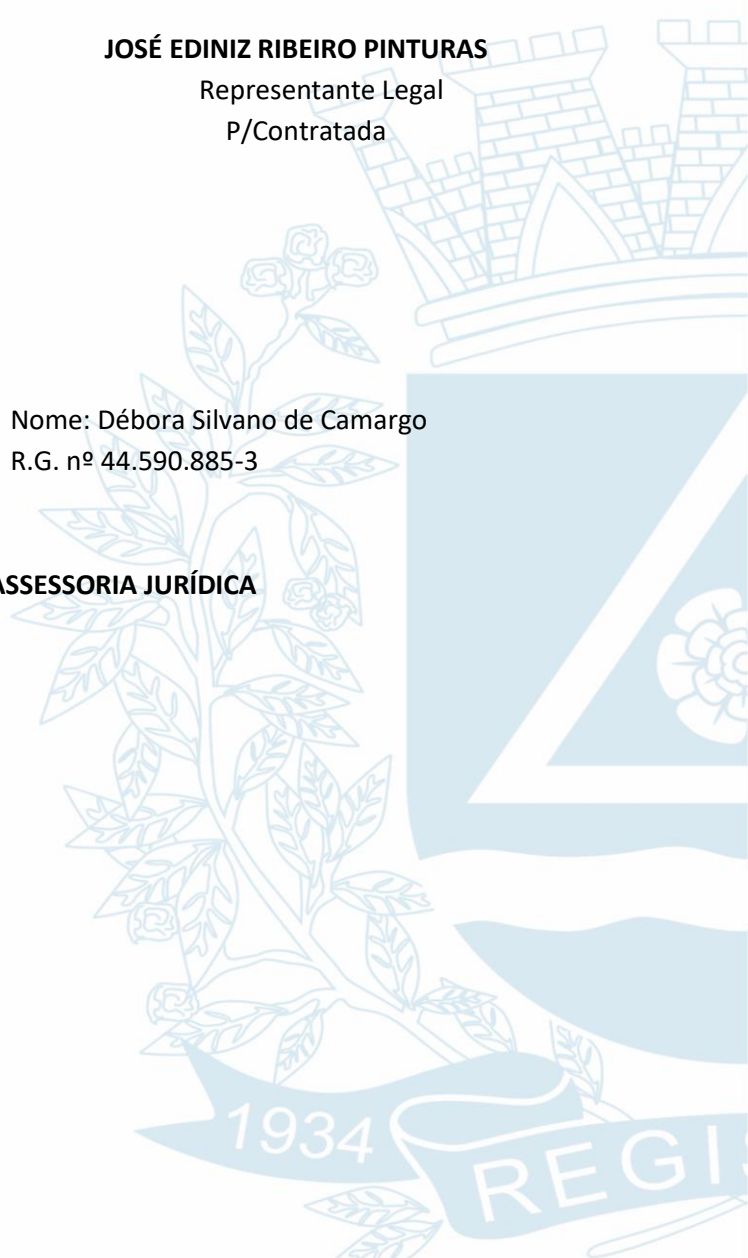 JOSÉ EDINIZ RIBEIRO PINTURAS
Representante Legal
P/Contratada
Nome: Débora Silvano de Camargo
R.G. nº 44.590.885-3
ASSESSORIA JURÍDICA
1934
REGIS